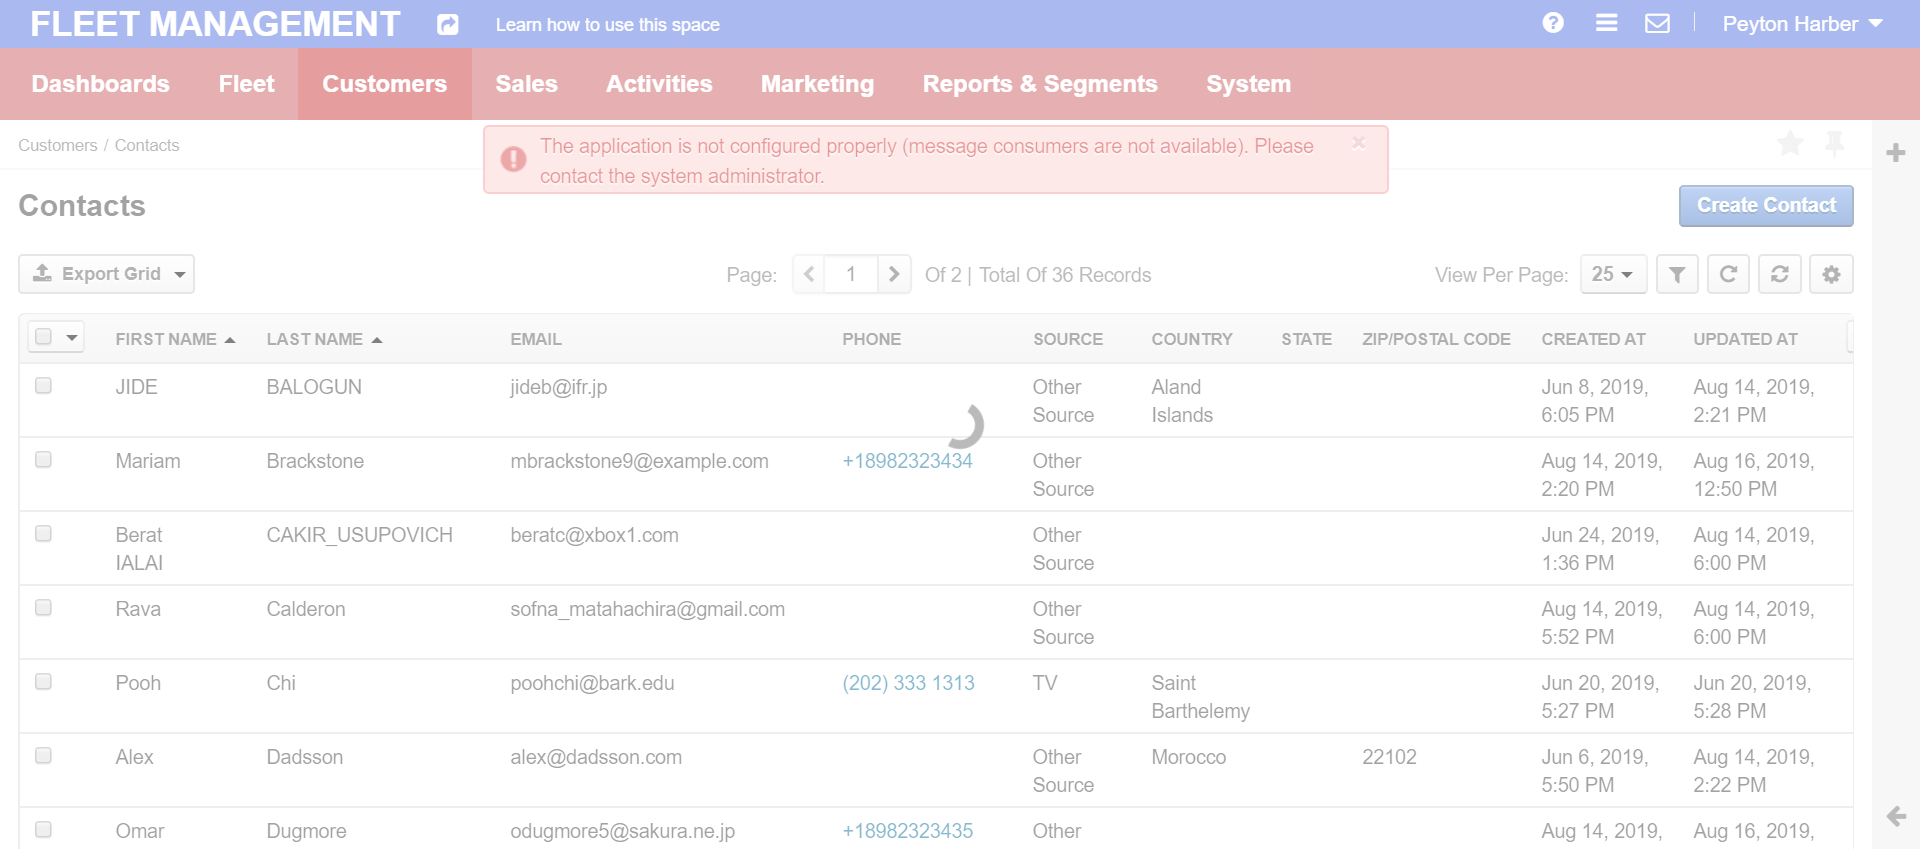 FLEET MANAGEMENT
Learn how to use this space
Peyton Harber
Dashboards Fleet Customers Sales Activities Marketing Reports & Segments System
Customers / Contacts
The application is not configured properly (message consumers are not available). Please
contact the system administrator.
×
Contacts
Create Contact
Export Grid
Page: 1 Of 2 | Total Of 36 Records
View Per Page: 25
FIRST NAME LAST NAME EMAIL PHONE SOURCE COUNTRY STATE ZIP/POSTAL CODE CREATED AT UPDATED AT
JIDE BALOGUN jideb@ifr.jp Other Aland Jun 8, 2019, Aug 14, 2019,
Source Islands 6:05 PM 2:21 PM
Mariam Brackstone mbrackstone9@example.com +18982323434 Other Aug 14, 2019, Aug 16, 2019,
Source 2:20 PM 12:50 PM
Berat CAKIR_USUPOVICH beratc@xbox1.com Other Jun 24, 2019, Aug 14, 2019,
IALAI Source 1:36 PM 6:00 PM
Rava Calderon sofna_matahachira@gmail.com Other Aug 14, 2019, Aug 14, 2019,
Source 5:52 PM 6:00 PM
Pooh Chi poohchi@bark.edu (202) 333 1313 TV Saint Jun 20, 2019, Jun 20, 2019,
Barthelemy 5:27 PM 5:28 PM
Alex Dadsson alex@dadsson.com Other Morocco 22102 Jun 6, 2019, Aug 14, 2019,
Source 5:50 PM 2:22 PM
Omar Dugmore odugmore5@sakura.ne.jp +18982323435 Other Aug 14, 2019, Aug 16, 2019,